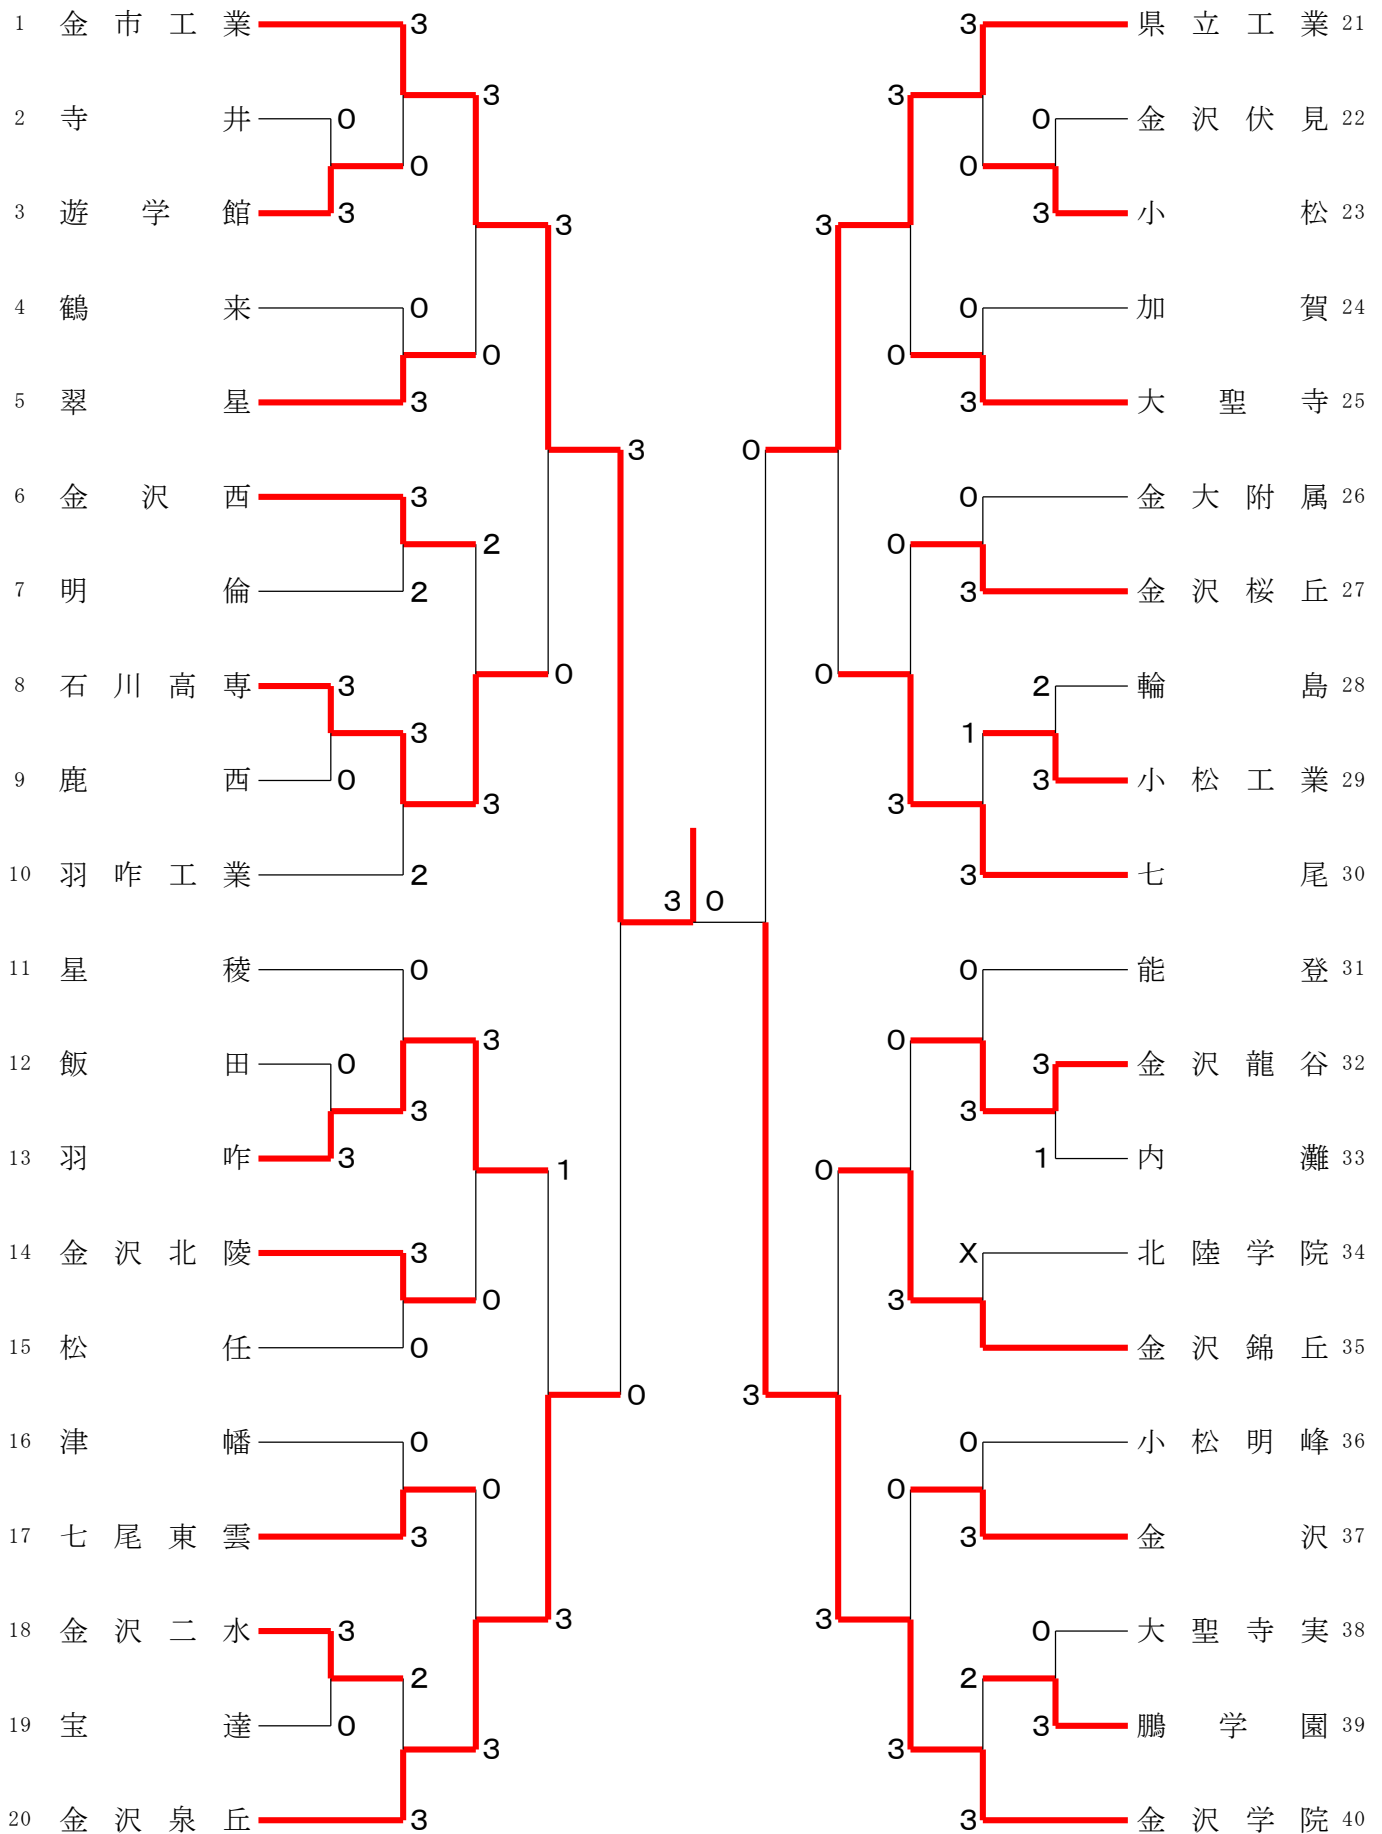 1 金市工業 3 3 県立工業 21
3 3
2 寺井 0 0 金沢伏見 22
0 0
3 遊学館 3 3 小松 23
3 3
4 鶴来 0 0 加賀 24
0 0
5 翠星 3 3 大聖寺 25
3 0
6 金沢西 3 0 金大附属 26
2 0
7 明倫 2 3 金沢桜丘 27
0 0
8 石川高専 3 2 輪島 28
3 1
9 鹿西 0 3 小松工業 29
3 3
10 羽咋工業 2 3 七尾 30
3 0
11 星稜 0 0 能登 31
3 0
12 飯田 0 3 金沢龍谷 32
3 3
13 羽咋 3 1 内灘 33
1 0
14 金沢北陵 3 X 北陸学院 34
0 3
15 松任 0 金沢錦丘 35
0 3
16 津幡 0 0 小松明峰 36
0 0
17 七尾東雲 3 3 金沢 37
3 3
18 金沢二水 3 0 大聖寺実 38
2 2
19 宝達 0 3 鵬学園 39
3 3
20 金沢泉丘 3 3 金沢学院 40